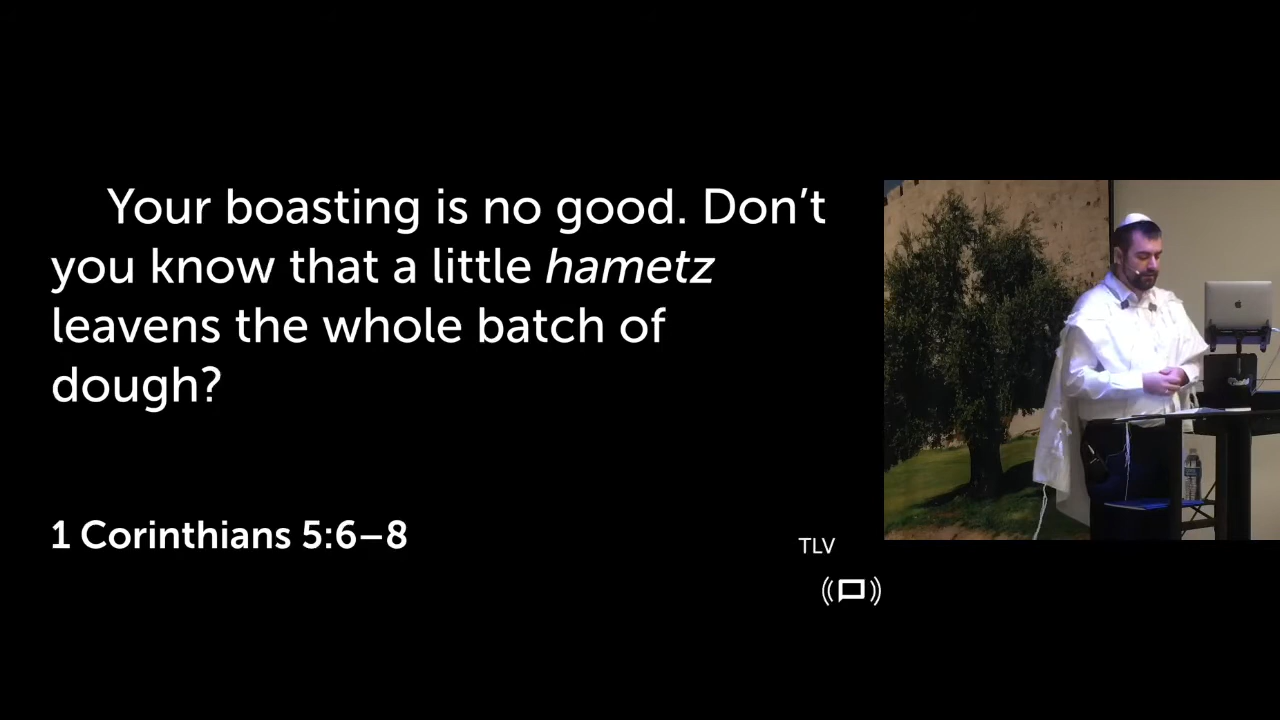 Your boasting is no good. Don’t
you know that a little hametz
leavens the whole batch of
dough?
1 Corinthians 5:6–8
TLV